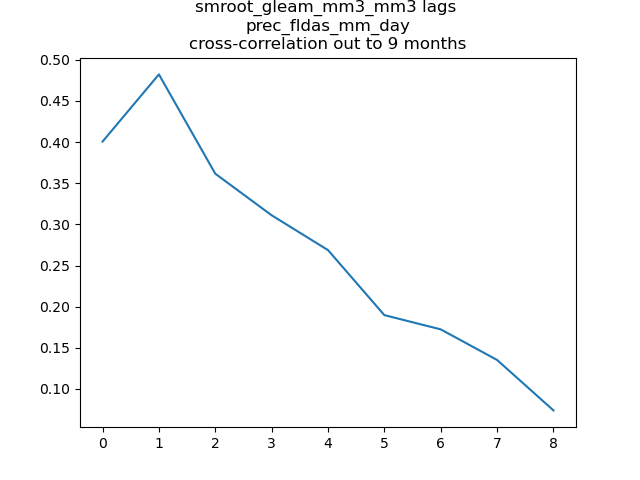 smroot_gleam_mm3_mm3 lags
prec_fldas_mm_day
cross-correlation out to 9 months
0.50
0.45
0.40
0.35
0.30
0.25
0.20
0.15
0.10
0 1 2 3 4 5 6 7 8